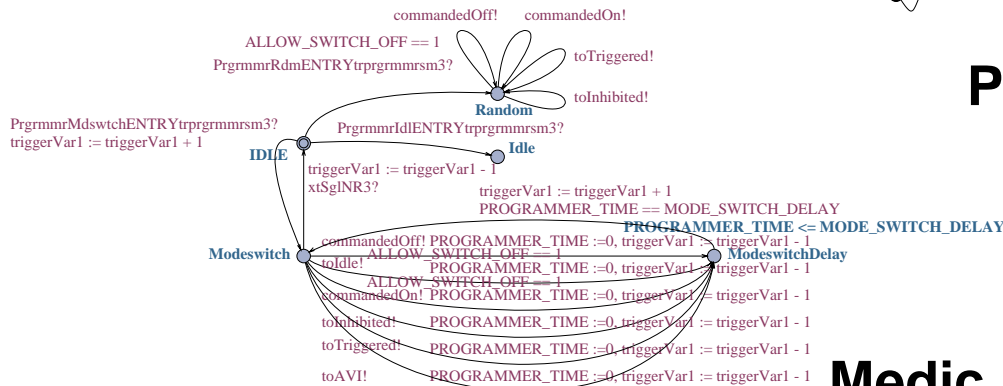 commandedOff! commandedOn!
ALLOW_SWITCH_OFF == 1
PrgrmmrRdmENTRYtrprgrmmrsm3?
toTriggered!
toInhibited!
Random
P
PrgrmmrMdswtchENTRYtrprgrmmrsm3?
triggerVar1 := triggerVar1 + 1
PrgrmmrIdlENTRYtrprgrmmrsm3?
IDLE
Idle
triggerVar1 := triggerVar1 - 1
xtSglNR3?
triggerVar1 := triggerVar1 + 1
PROGRAMMER_TIME == MODE_SWITCH_DELAY
PROGRAMMER_TIME <= MODE_SWITCH_DELAY
commandedOff! PROGRAMMER_TIME :=0, triggerVar1 := triggerVar1 - 1
Modeswitch
ALLOW_SWITCH_OFF == 1
ModeswitchDelay
toIdle!
PROGRAMMER_TIME :=0, triggerVar1 := triggerVar1 - 1
ALLOW_SWITCH_OFF == 1
commandedOn! PROGRAMMER_TIME :=0, triggerVar1 := triggerVar1 - 1
toInhibited! PROGRAMMER_TIME :=0, triggerVar1 := triggerVar1 - 1
toTriggered! PROGRAMMER_TIME :=0, triggerVar1 := triggerVar1 - 1
toAVI! PROGRAMMER_TIME :=0, triggerVar1 := triggerVar1 - 1
Medic